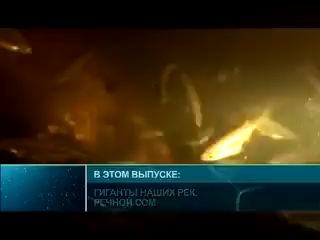 В ЭТОМ ВЫПУСКЕ:
ГИГАНТЫ НАШИХ РЕК.
РЕЧНОЙ СОМ